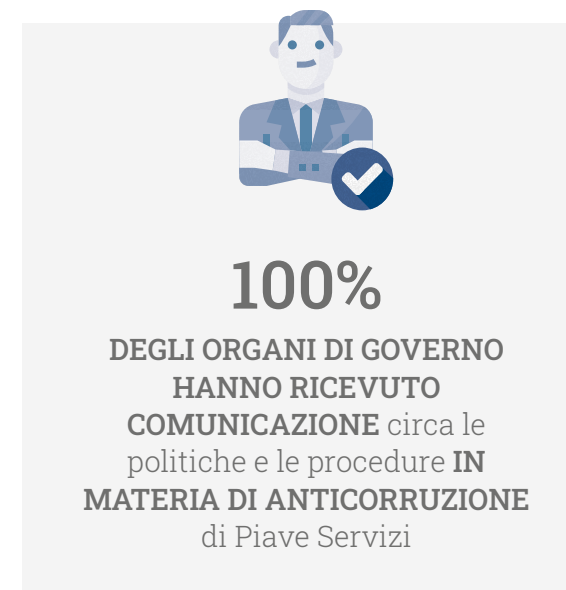 100%
DEGLI ORGANI DI GOVERNO
HANNO RICEVUTO
COMUNICAZIONE circa le
politiche e le procedure IN
MATERIA DI ANTICORRUZIONE
di Piave Servizi